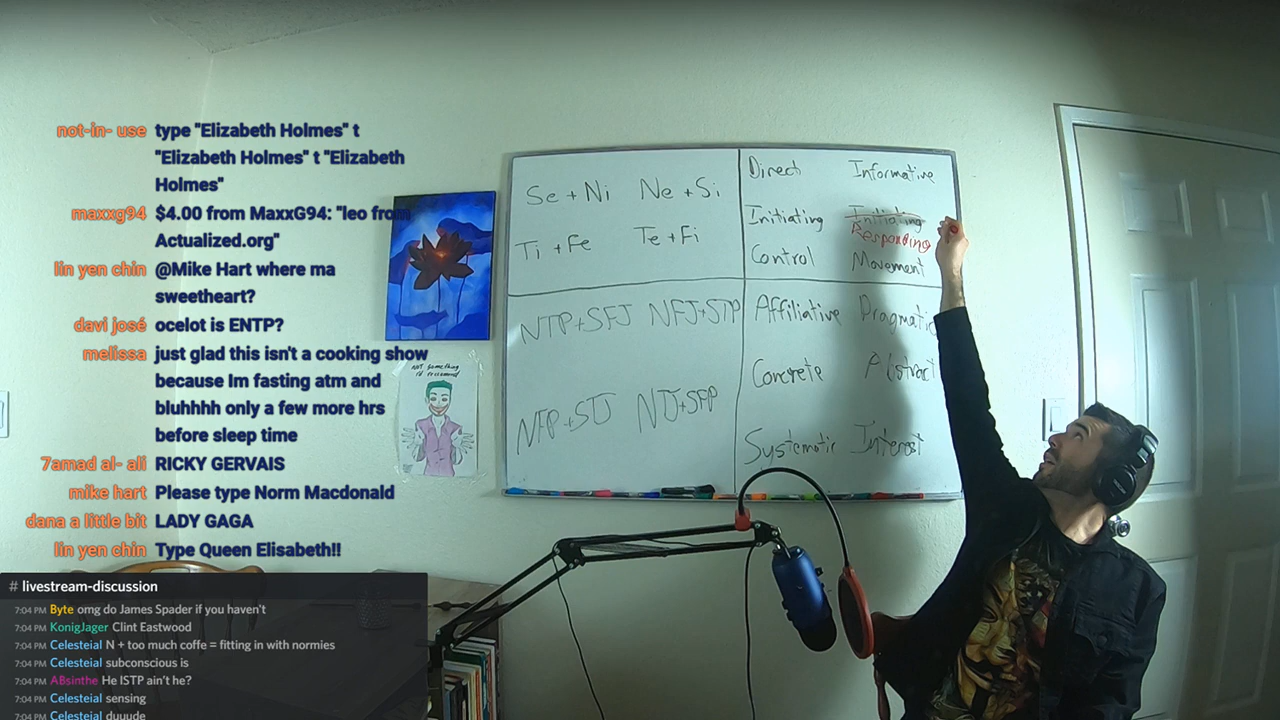 not-in- use type "Elizabeth Holmes" t
"Elizabeth Holmes" t "Elizabeth
Holmes"
maxxg94 $4.00 from MaxxG94: "leo from
Actualized.org"
lin yen chin @Mike Hart where ma
sweetheart?
davi josé ocelot is ENTP?
melissa just glad this isn't a cooking show
because Im fasting atm and
bluhhhh only a few more hrs
before sleep time
7amad al- ali RICKY GERVAIS
mike hart Please type Norm Macdonald
dana a little bit LADY GAGA
lin yen chin Type Queen Elisabeth!!
# livestream-discussion
7:04 PM Byte omg do James Spader if you haven't
7:04 PM KonigJager Clint Eastwood
7:04 PM Celesteial N + too much coffe = fitting in with normies
7:04 PM Celesteial subconscious is
7:04 PM ABsinthe He ISTP ain't he?
7:04 PM Celesteial sensing
7:04 PM Celesteial duuude
NOT something
I'd recommend
Se + Ni Ne + Si
Ti + Fe Te + Fi
NTP+SFJ NFJ+STP
NFP+STJ NTJ+SFP
Direct Informative
Initiating Initiating
Responding
Control Movement
Affiliative Pragmatic
Concrete Abstract
Systematic Interest